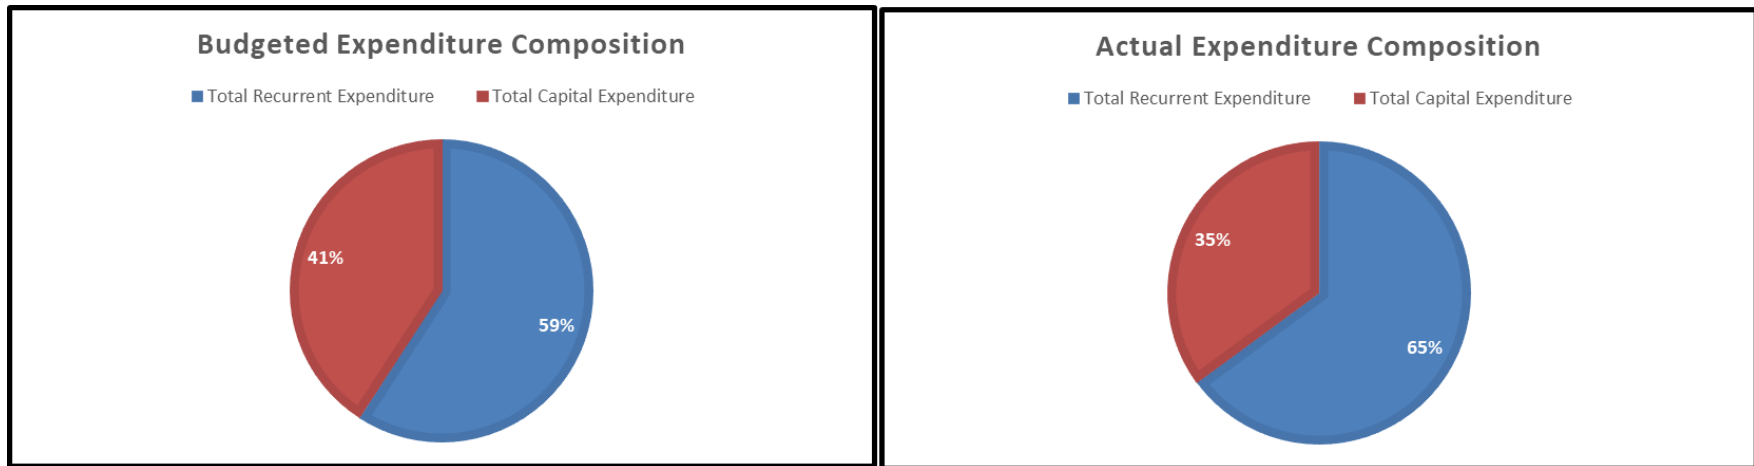 Budgeted Expenditure Composition
Total Recurrent Expenditure Total Capital Expenditure
41%
59%
Actual Expenditure Composition
Total Recurrent Expenditure Total Capital Expenditure
35%
65%